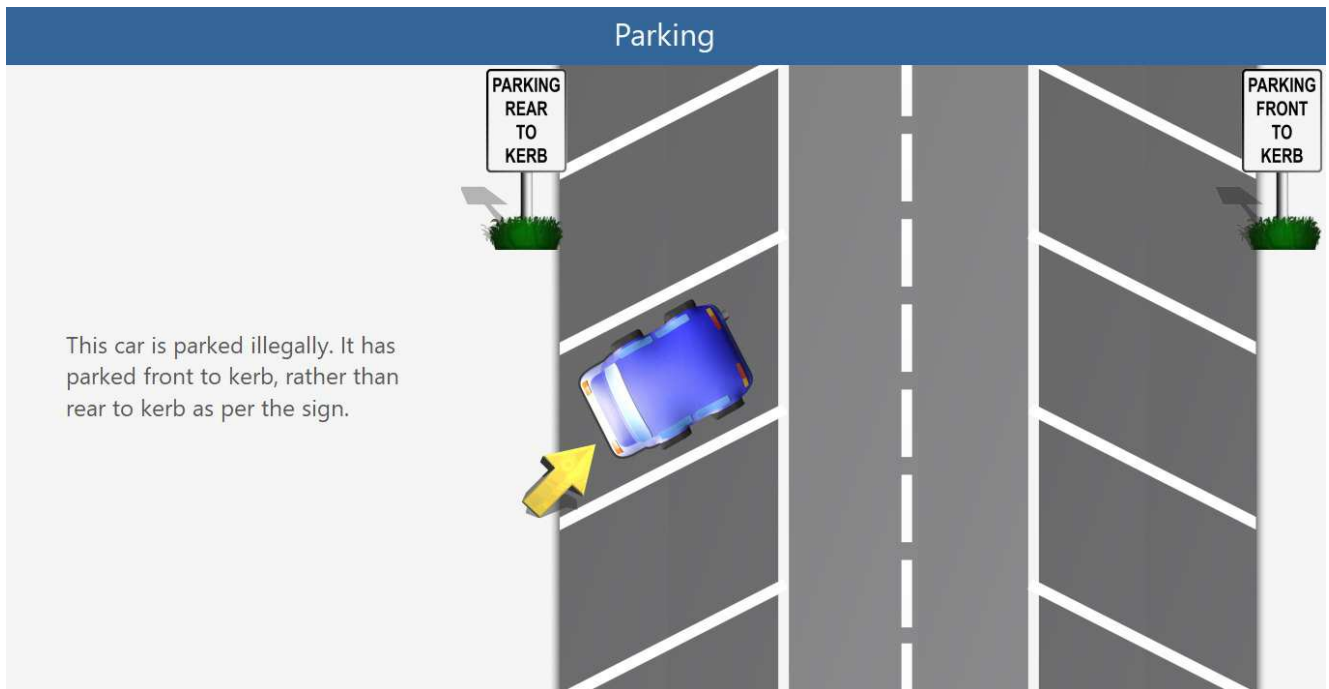 Parking
PARKING
REAR
TO
KERB
PARKING
FRONT
TO
KERB
This car is parked illegally. It has
parked front to kerb, rather than
rear to kerb as per the sign.